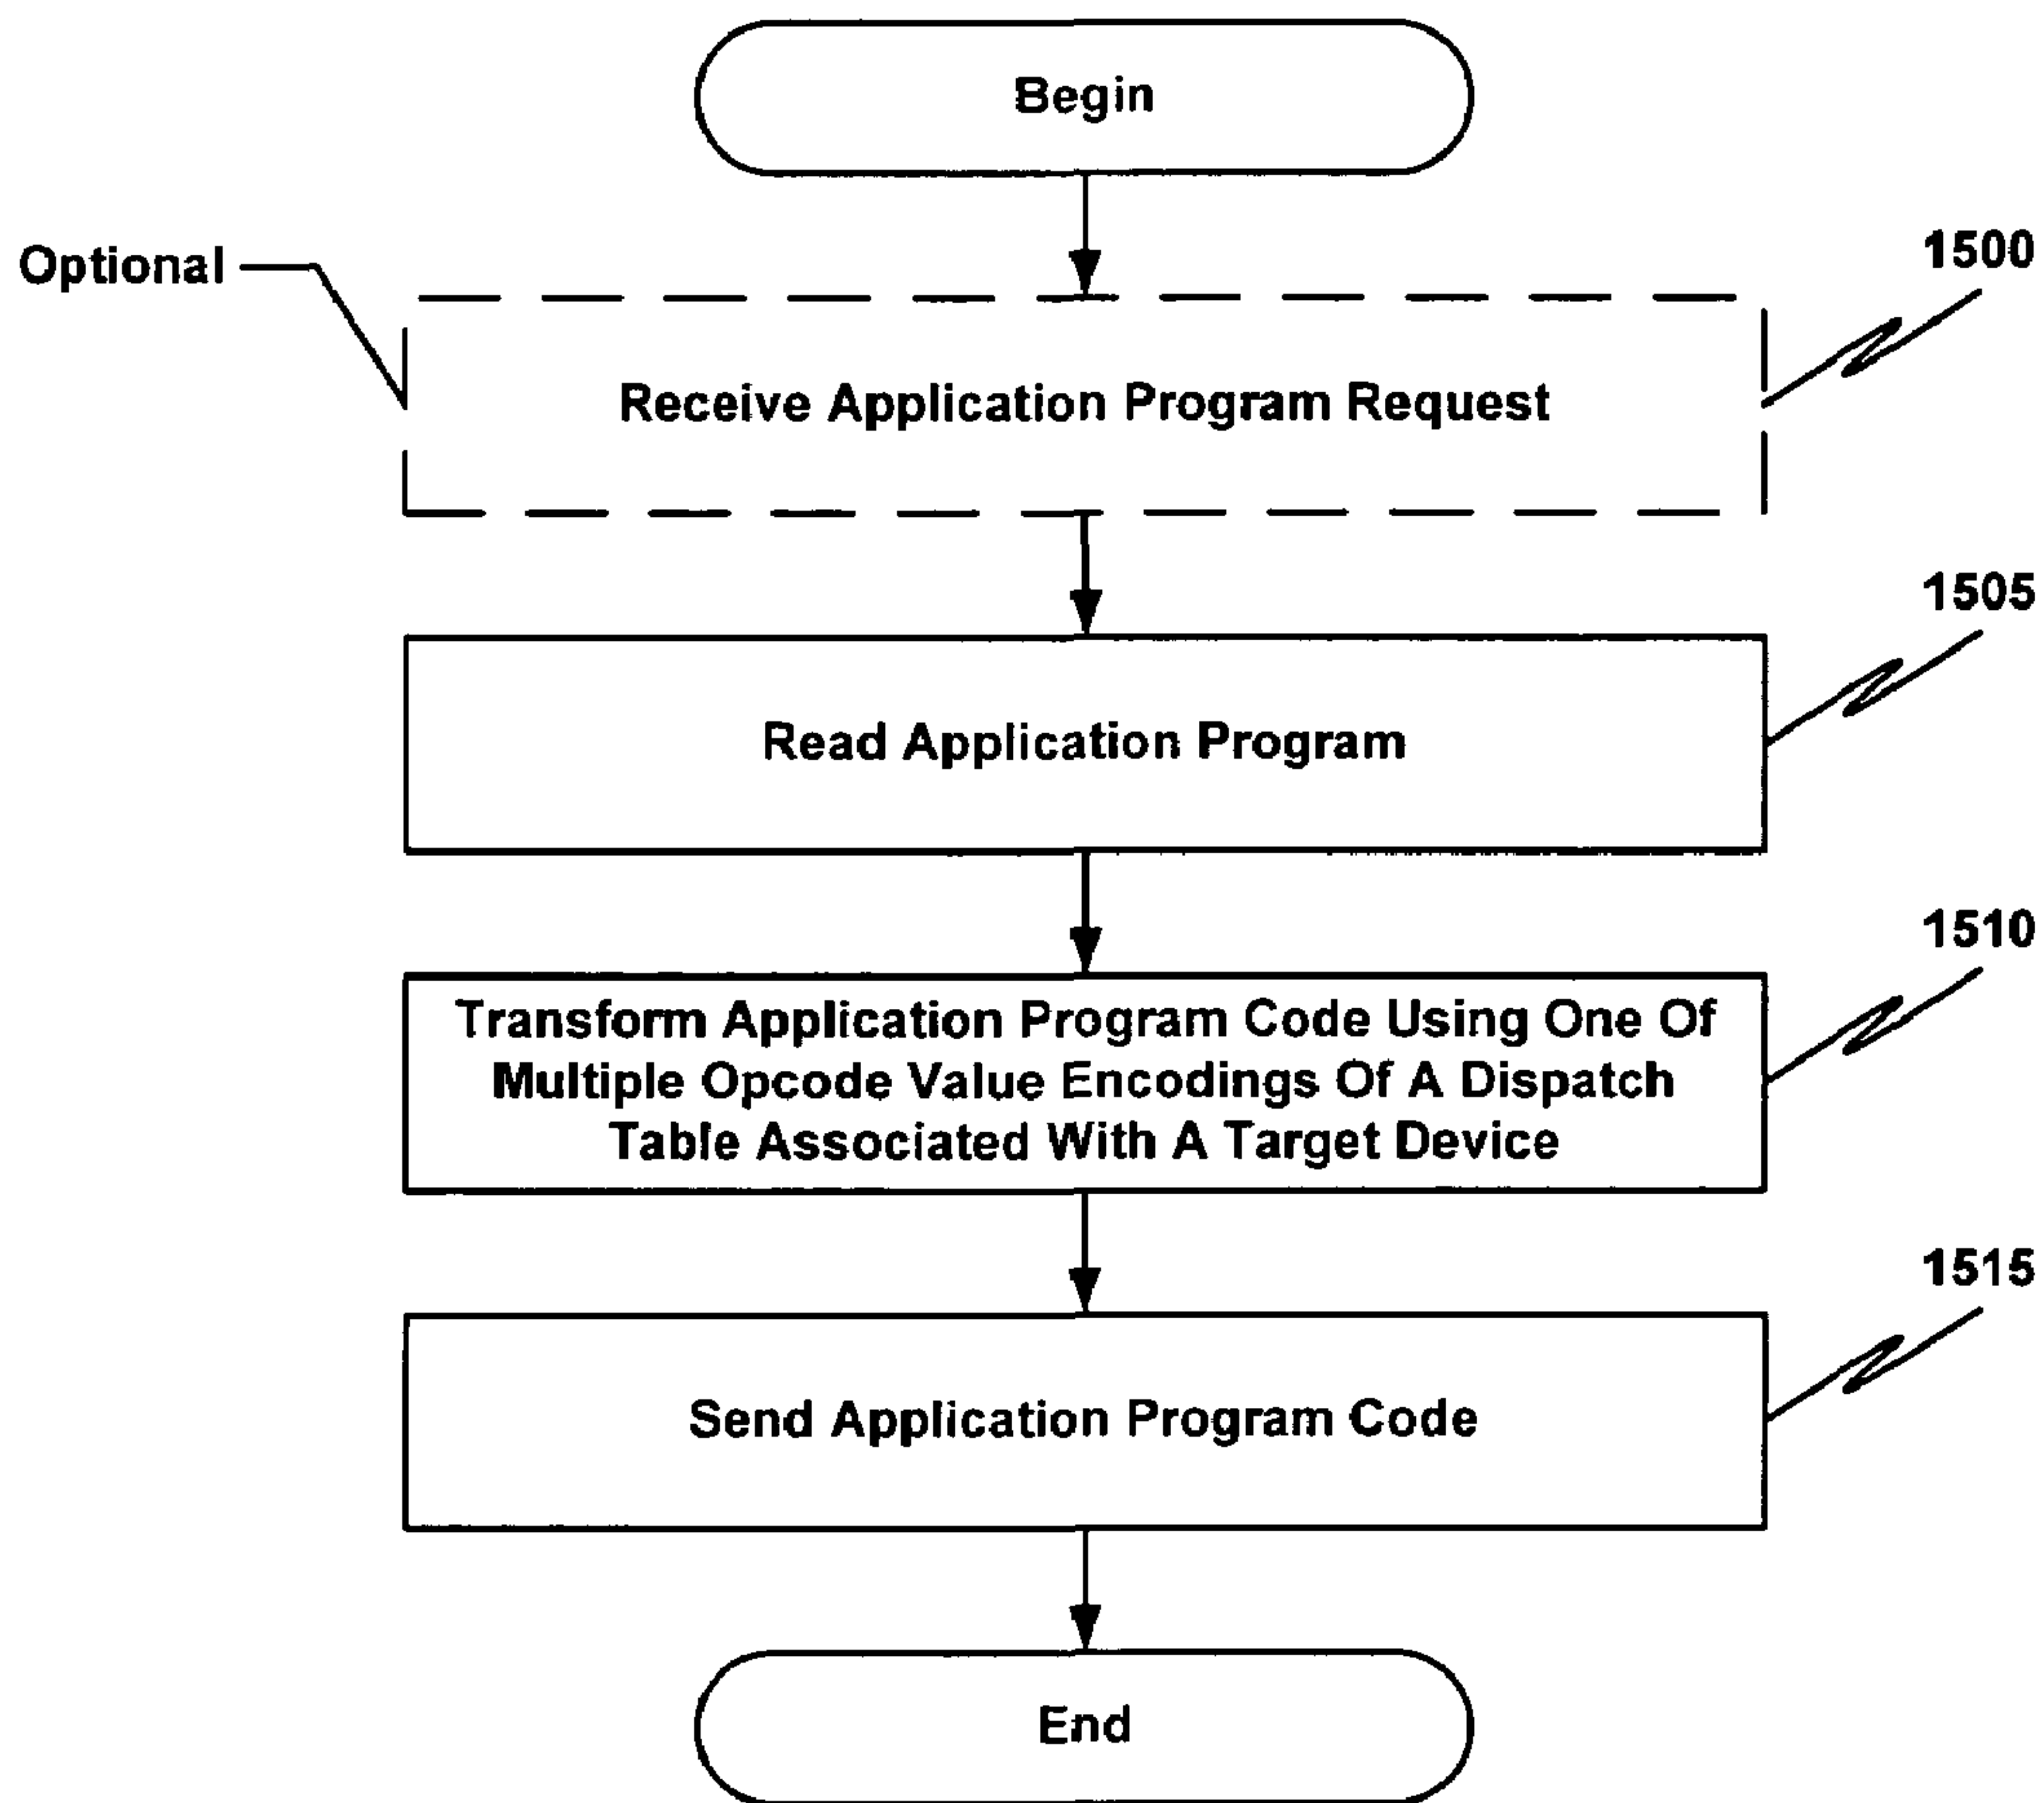 Begin
Optional
1500
Receive Application Program Request
1505
Read Application Program
1510
Transform Application Program Code Using One Of
Multiple Opcode Value Encodings Of A Dispatch
Table Associated With A Target Device
1515
Send Application Program Code
End